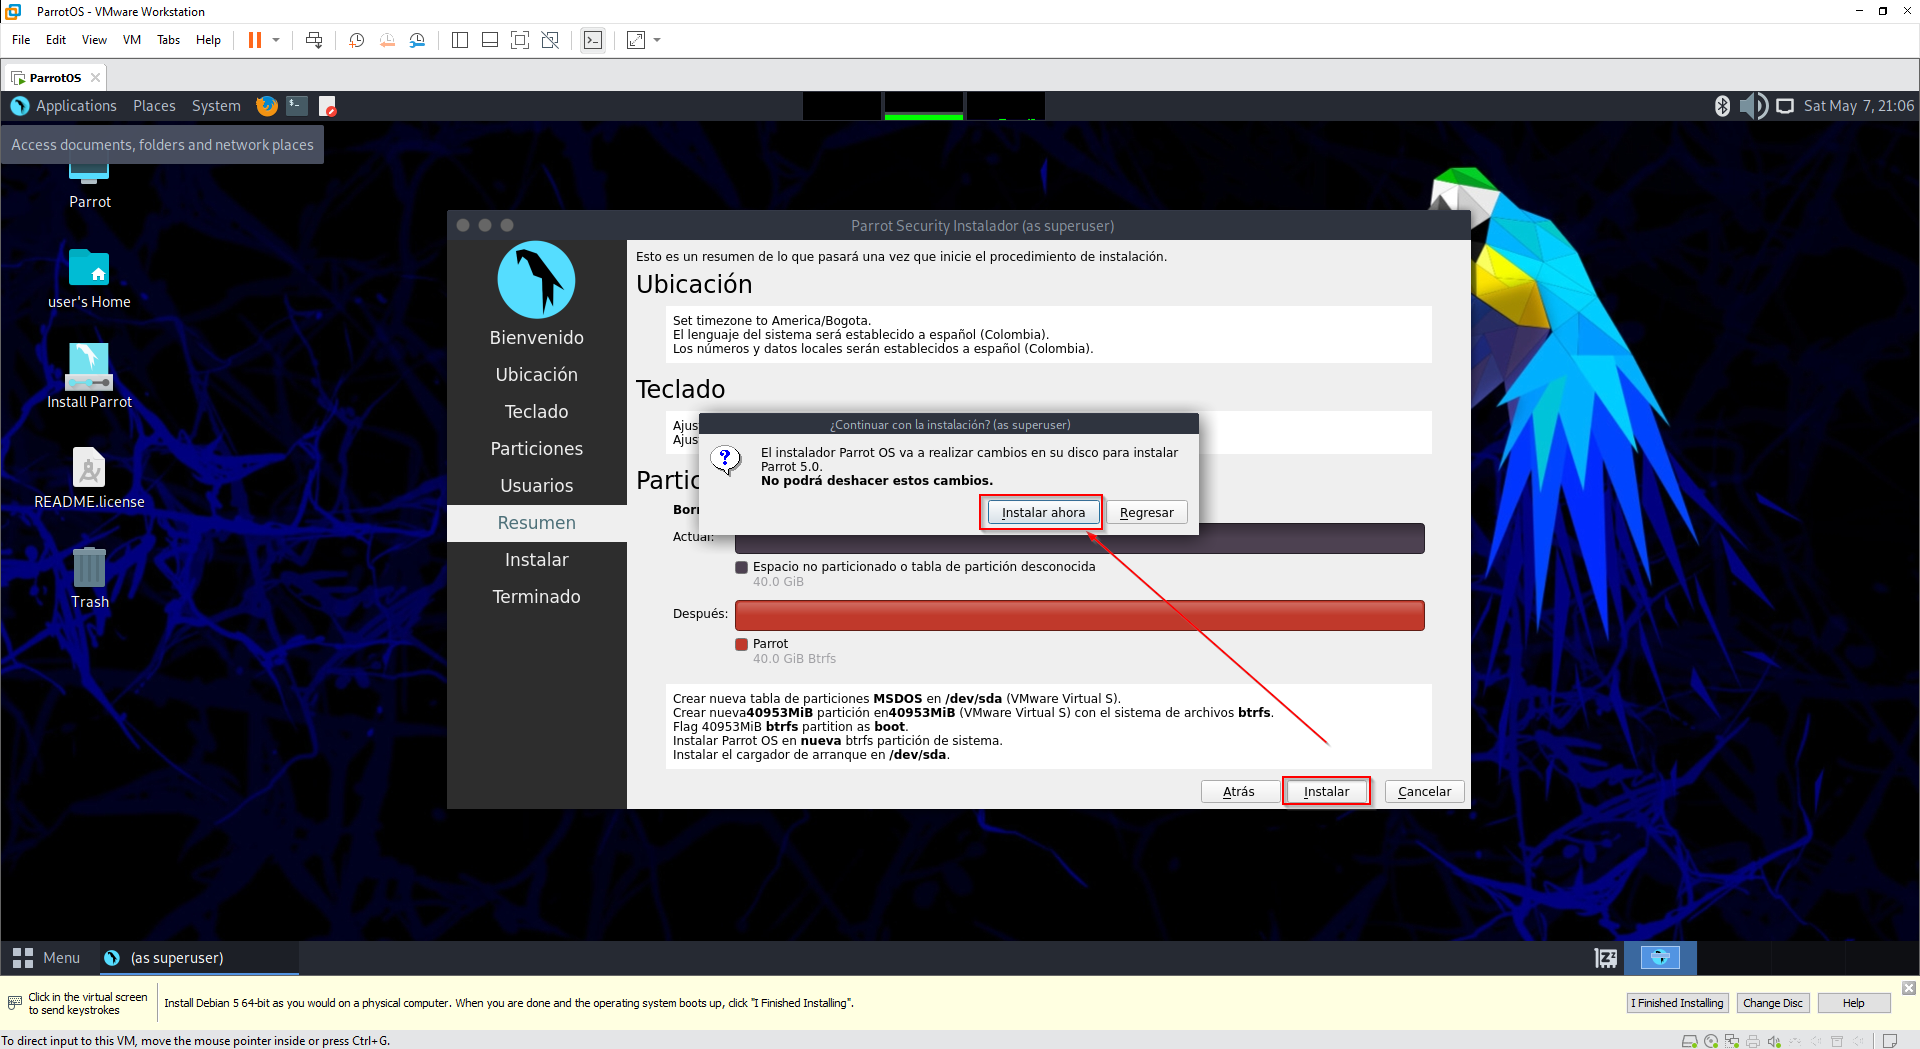 ParrotOS - VMware Workstation
File Edit View VM Tabs Help
ParrotOS
Applications Places System
Sat May 7, 21:06
Access documents, folders and network places
Parrot
user's Home
Install Parrot
README.license
Trash
Parrot Security Instalador (as superuser)
Bienvenido
Ubicación
Teclado
Particiones
Usuarios
Resumen
Instalar
Terminado
Esto es un resumen de lo que pasará una vez que inicie el procedimiento de instalación.
Ubicación
Set timezone to America/Bogota.
El lenguaje del sistema será establecido a español (Colombia).
Los números y datos locales serán establecidos a español (Colombia).
Teclado
Ajus
Ajus
Partic
Borr
Actual:
¿Continuar con la instalación? (as superuser)
El instalador Parrot OS va a realizar cambios en su disco para instalar
Parrot 5.0.
No podrá deshacer estos cambios.
Instalar ahora Regresar
Espacio no particionado o tabla de partición desconocida
40.0 GiB
Después:
Parrot
40.0 GiB Btrfs
Crear nueva tabla de particiones MSDOS en /dev/sda (VMware Virtual S).
Crear nueva40953MiB partición en40953MiB (VMware Virtual S) con el sistema de archivos btrfs.
Flag 40953MiB btrfs partition as boot.
Instalar Parrot OS en nueva btrfs partición de sistema.
Instalar el cargador de arranque en /dev/sda.
Atrás Instalar Cancelar
Menu (as superuser)
Click in the virtual screen
to send keystrokes
Install Debian 5 64-bit as you would on a physical computer. When you are done and the operating system boots up, click "I Finished Installing".
I Finished Installing Change Disc Help
To direct input to this VM, move the mouse pointer inside or press Ctrl+G.